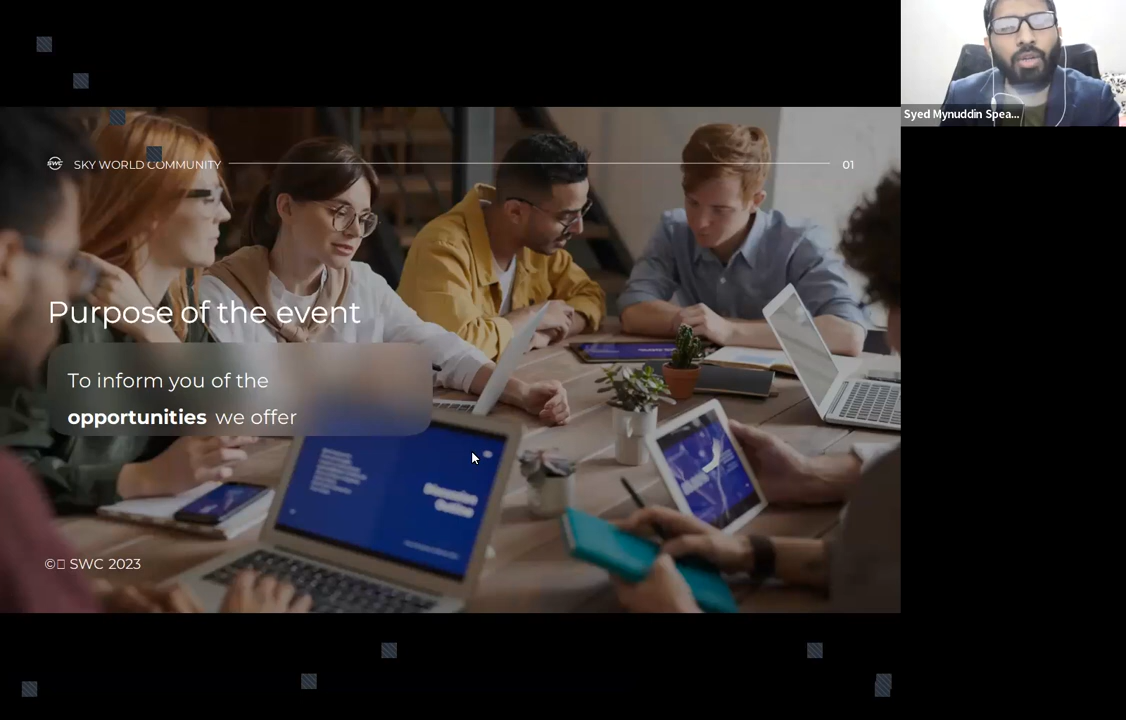 Syed Mynuddin Spea...
SWC SKY WORLD COMMUNITY 01
Purpose of the event
To inform you of the
opportunities we offer
© SWC 2023